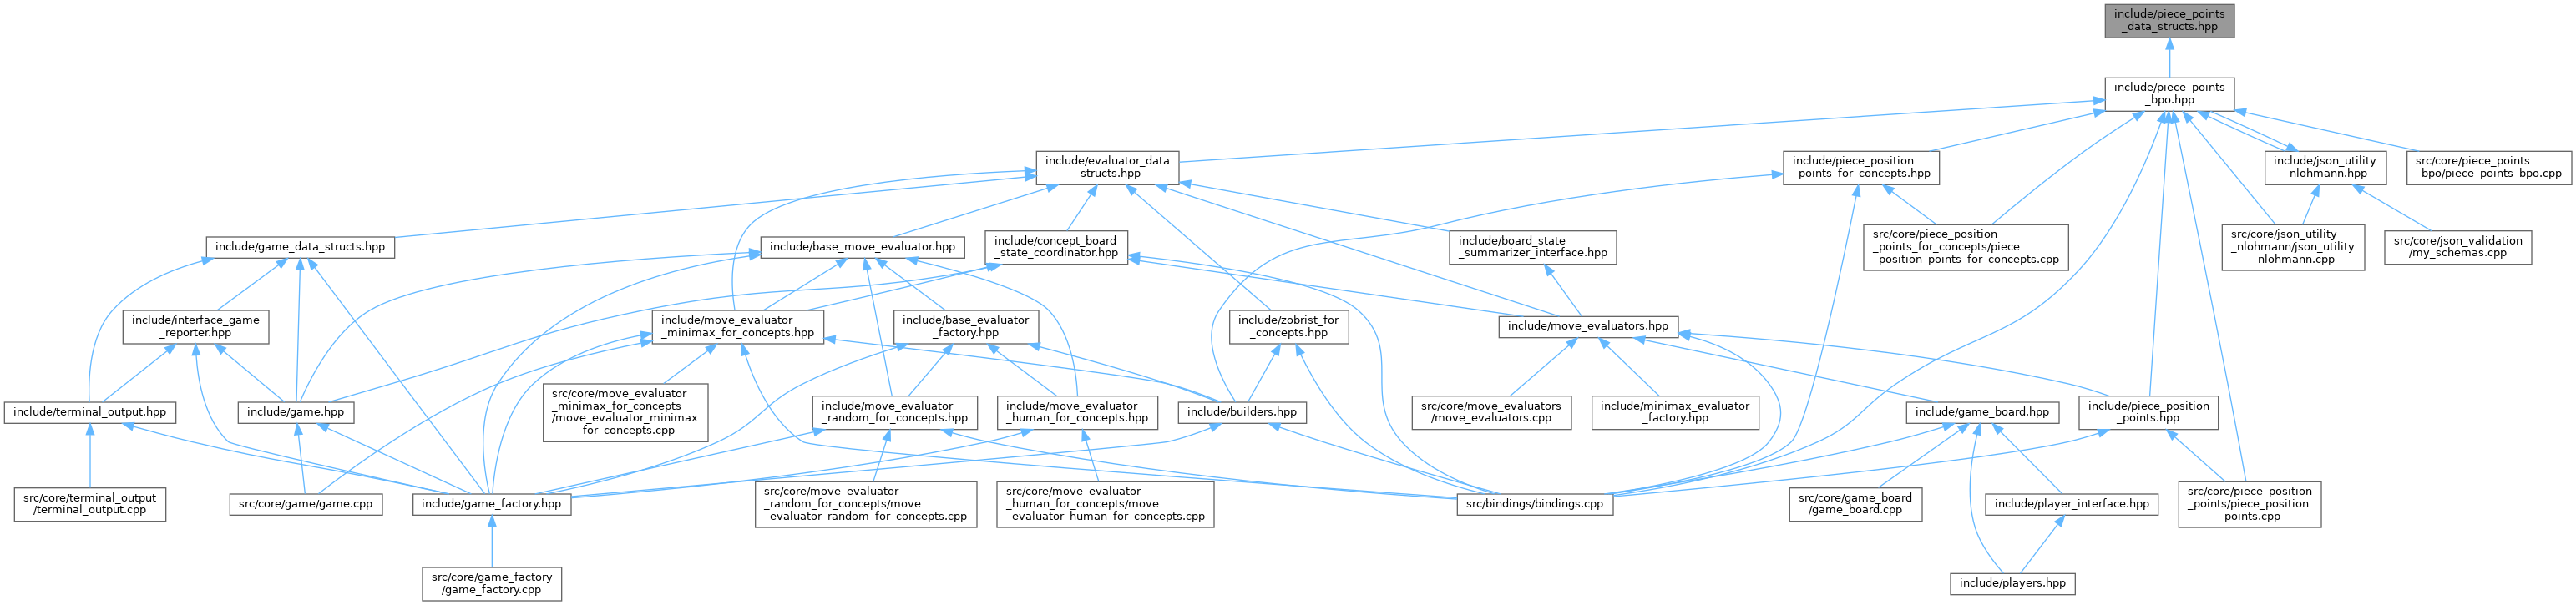 include/piece_points
_data_structs.hpp
include/piece_points
_bpo.hpp
include/evaluator_data
_structs.hpp
include/piece_position
_points_for_concepts.hpp
include/json_utility
_nlohmann.hpp
src/core/piece_points
_bpo/piece_points_bpo.cpp
include/game_data_structs.hpp
include/base_move_evaluator.hpp
include/concept_board
_state_coordinator.hpp
include/board_state
_summarizer_interface.hpp
src/core/piece_position
_points_for_concepts/piece
_position_points_for_concepts.cpp
src/core/json_utility
_nlohmann/json_utility
_nlohmann.cpp
src/core/json_validation
/my_schemas.cpp
include/interface_game
_reporter.hpp
include/move_evaluator
_minimax_for_concepts.hpp
include/base_evaluator
_factory.hpp
include/zobrist_for
_concepts.hpp
include/move_evaluators.hpp
include/terminal_output.hpp
include/game.hpp
src/core/move_evaluator
_minimax_for_concepts
/move_evaluator_minimax
_for_concepts.cpp
include/move_evaluator
_random_for_concepts.hpp
include/move_evaluator
_human_for_concepts.hpp
include/builders.hpp
src/core/move_evaluators
/move_evaluators.cpp
include/minimax_evaluator
_factory.hpp
include/game_board.hpp
include/piece_position
_points.hpp
src/core/terminal_output
/terminal_output.cpp
src/core/game/game.cpp
include/game_factory.hpp
src/core/move_evaluator
_random_for_concepts/move
_evaluator_random_for_concepts.cpp
src/core/move_evaluator
_human_for_concepts/move
_evaluator_human_for_concepts.cpp
src/bindings/bindings.cpp
src/core/game_board
/game_board.cpp
include/player_interface.hpp
src/core/piece_position
_points/piece_position
_points.cpp
src/core/game_factory
/game_factory.cpp
include/players.hpp